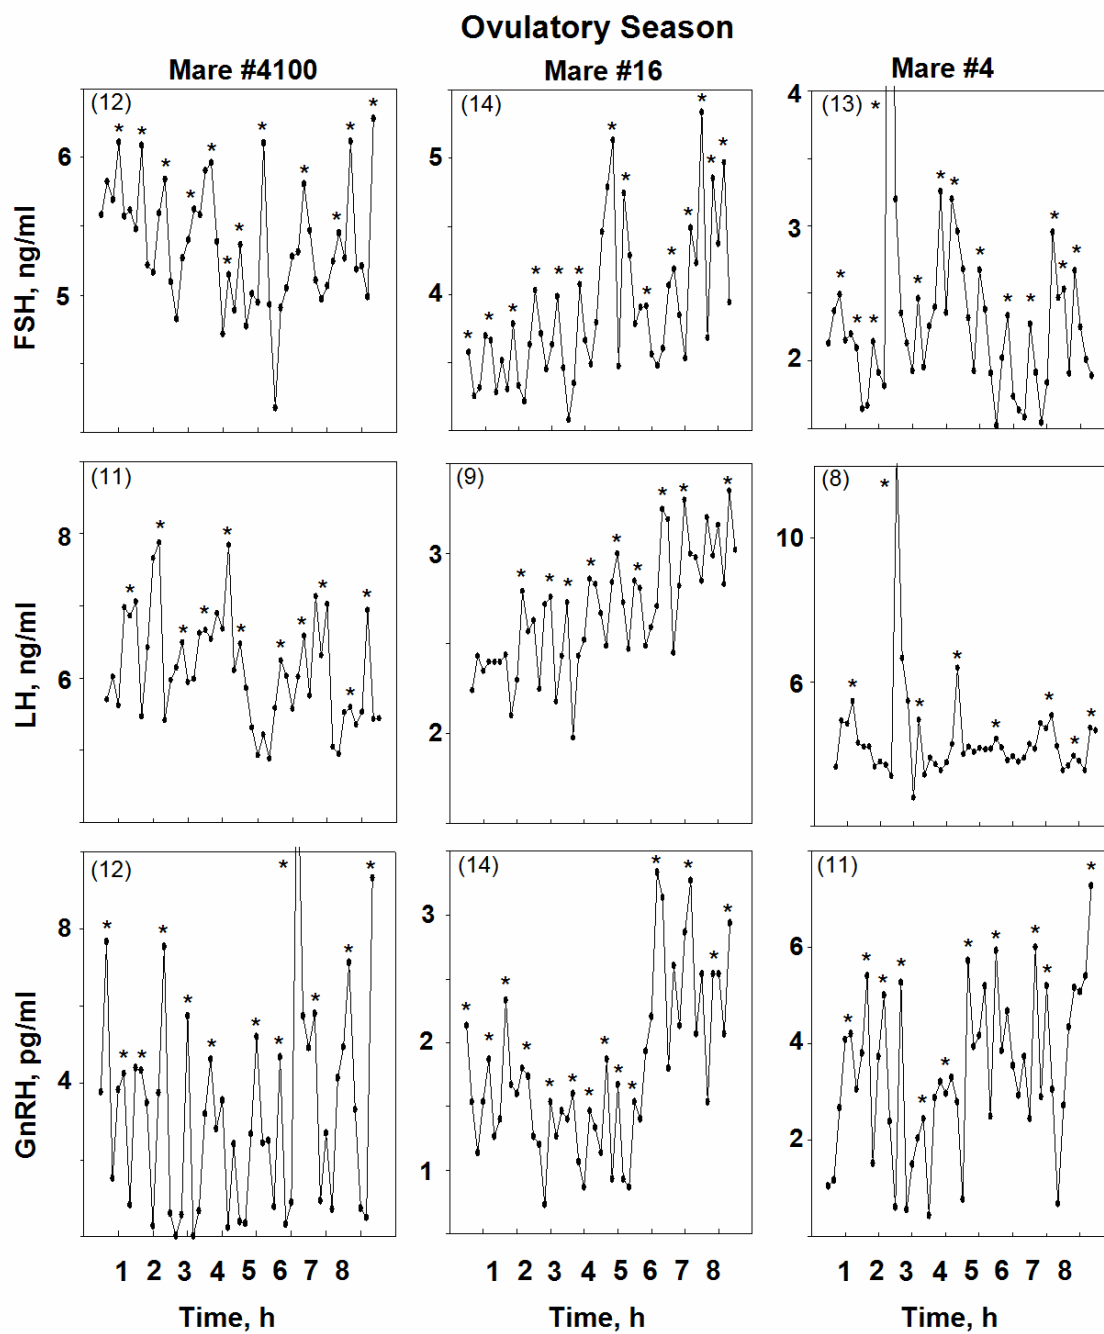 Ovulatory Season
Mare #4100 Mare #16 Mare #4
(12) (14) (13)
FSH, ng/ml
6
5
5
4
4
3
2
* * * * * * * * * * * *
* * * * * * * * * * * * * *
* * * * * * * * * * * * *
(11) (9) (8)
LH, ng/ml
8
6
3
2
10
6
* * * * * * * * * * *
* * * * * * * * *
* * * * * * * *
(12) (14) (11)
GnRH, pg/ml
8
4
3
2
1
6
4
2
* * * * * * * * * * * *
* * * * * * * * * * * * * *
* * * * * * * * * * *
1 2 3 4 5 6 7 8 1 2 3 4 5 6 7 8 1 2 3 4 5 6 7 8
Time, h Time, h Time, h